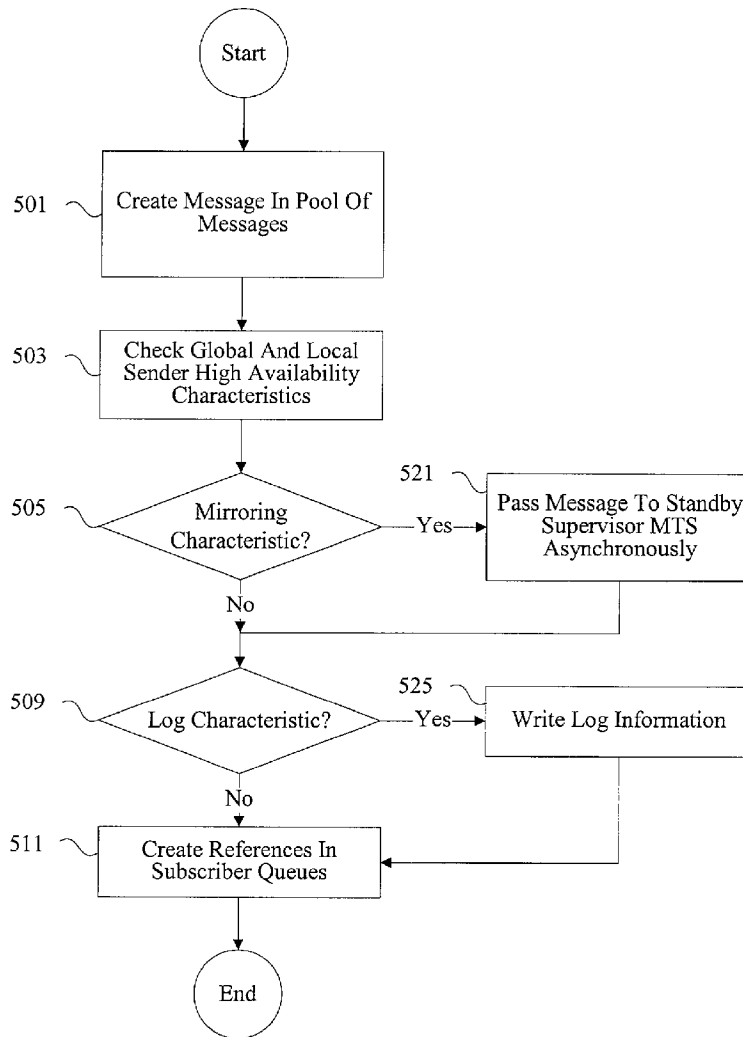 Start
501
Create Message In Pool Of
Messages
503
Check Global And Local
Sender High Availability
Characteristics
505
Mirroring
Characteristic?
Yes
521
Pass Message To Standby
Supervisor MTS
Asynchronously
No
509
Log Characteristic?
Yes
525
Write Log Information
No
511
Create References In
Subscriber Queues
End